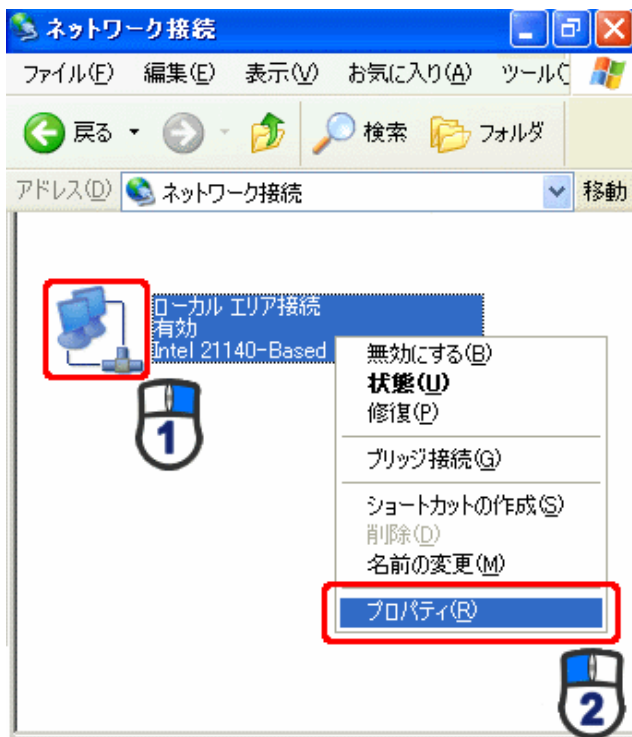 ネットワーク接続
ファイル(F) 編集(E) 表示(V) お気に入り(A) ツール(
戻る 検索 フォルダ
アドレス(D) ネットワーク接続 移動
ローカル エリア接続
有効
Intel 21140-Based
無効にする(B)
状態(U)
修復(P)
ブリッジ接続(G)
ショートカットの作成(S)
削除(D)
名前の変更(M)
プロパティ(R)
1
2